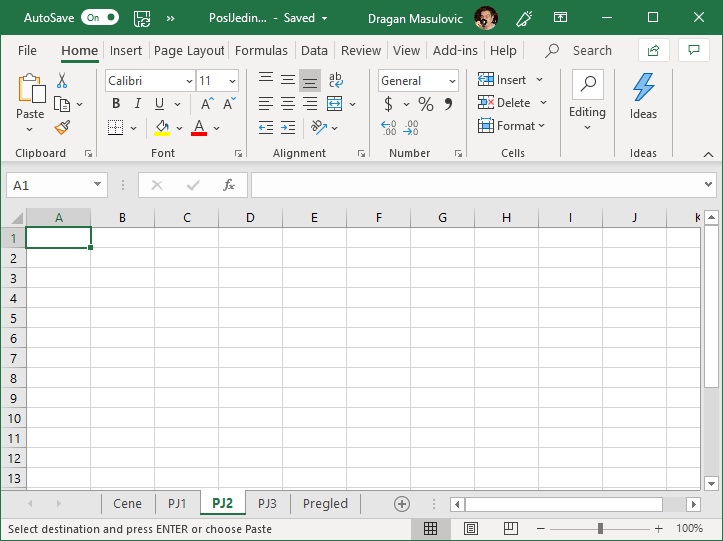 AutoSave On PoslJedin... - Saved Dragan Masulovic
File Home Insert Page Layout Formulas Data Review View Add-ins Help Search
Calibri 11 ab General Insert
Paste B I U A A $ % Delete Editing Ideas
A Format
Clipboard Font Alignment Number Cells Ideas
A1 fx
A B C D E F G H I J K
1
2
3
4
5
6
7
8
9
10
11
12
13
Cene PJ1 PJ2 PJ3 Pregled
Select destination and press ENTER or choose Paste 100%